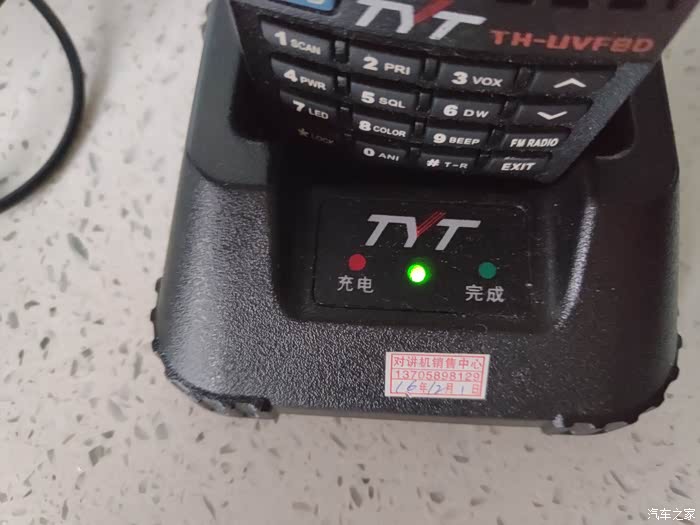 TYT
TH-UVF8D
1 SCAN 2 PRI 3 VOX
4 PWR 5 SQL 6 DW
7 LED 8 COLOR 9 BEEP FM RADIO
* LOCK 0 ANI # T-R EXIT
TYT
充电 完成
对讲机销售中心
13705898129
16年12月1日
汽车之家